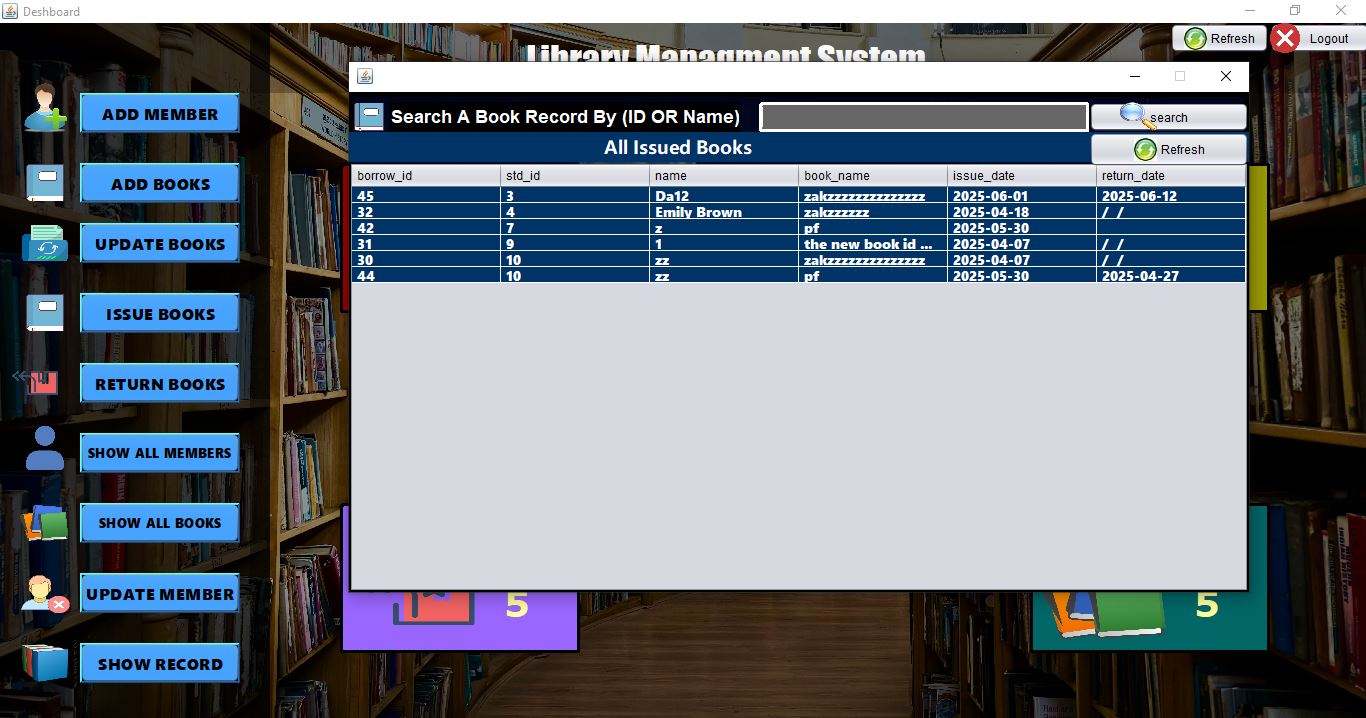 Deshboard
Library Managment System
Refresh
Logout
ADD MEMBER
ADD BOOKS
UPDATE BOOKS
ISSUE BOOKS
RETURN BOOKS
SHOW ALL MEMBERS
SHOW ALL BOOKS
UPDATE MEMBER
SHOW RECORD
Search A Book Record By (ID OR Name)
search
All Issued Books
Refresh
borrow_id std_id name book_name issue_date return_date
45 3 Da12 zakzzzzzzzzzzzzzz 2025-06-01 2025-06-12
32 4 Emily Brown zakzzzzzz 2025-04-18 / /
42 7 z pf 2025-05-30
31 9 1 the new book id ... 2025-04-07 / /
30 10 zz zakzzzzzzzzzzzzzz 2025-04-07 / /
44 10 zz pf 2025-05-30 2025-04-27
5
5